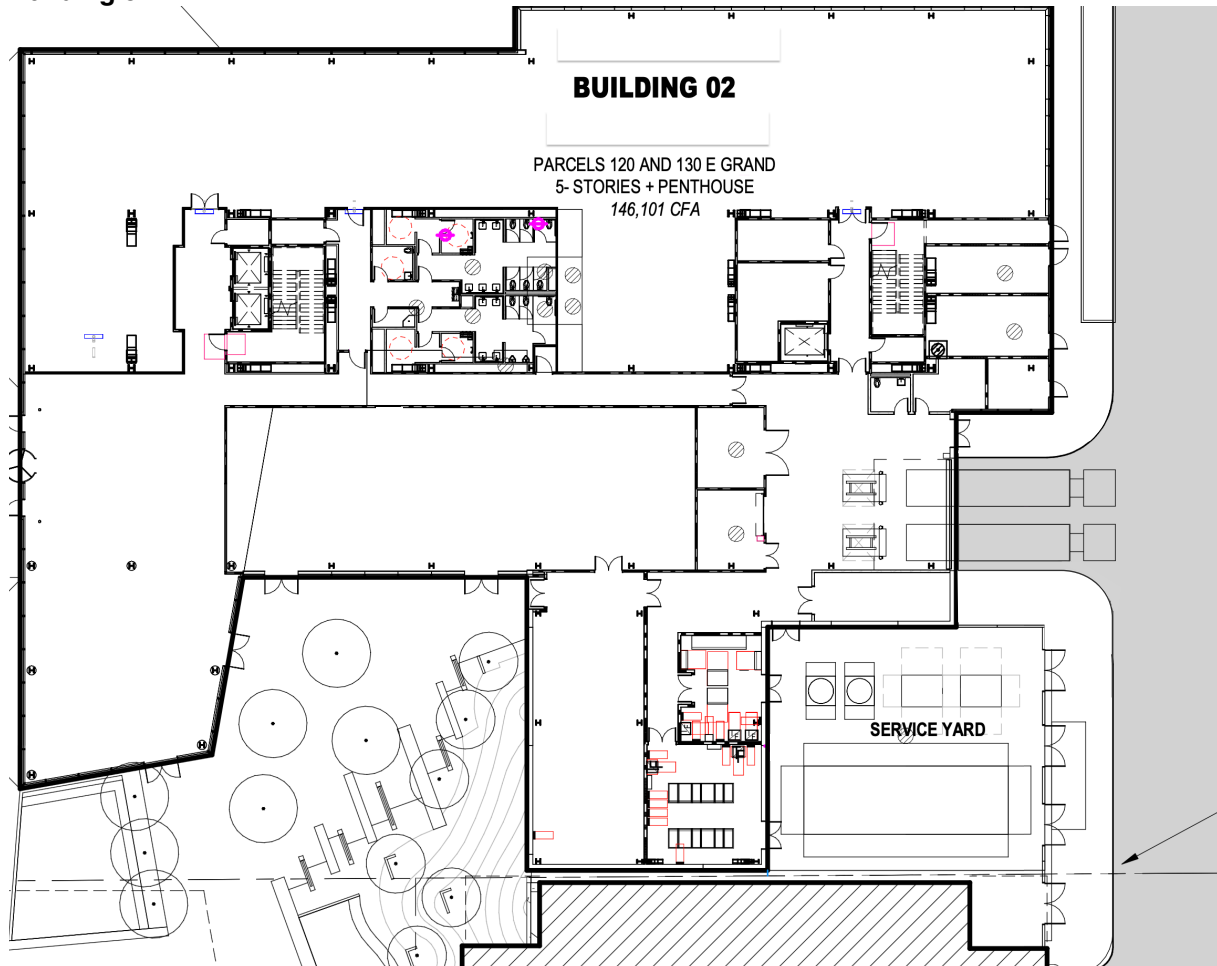 BUILDING 02
PARCELS 120 AND 130 E GRAND
5- STORIES + PENTHOUSE
146,101 CFA
SERVICE YARD